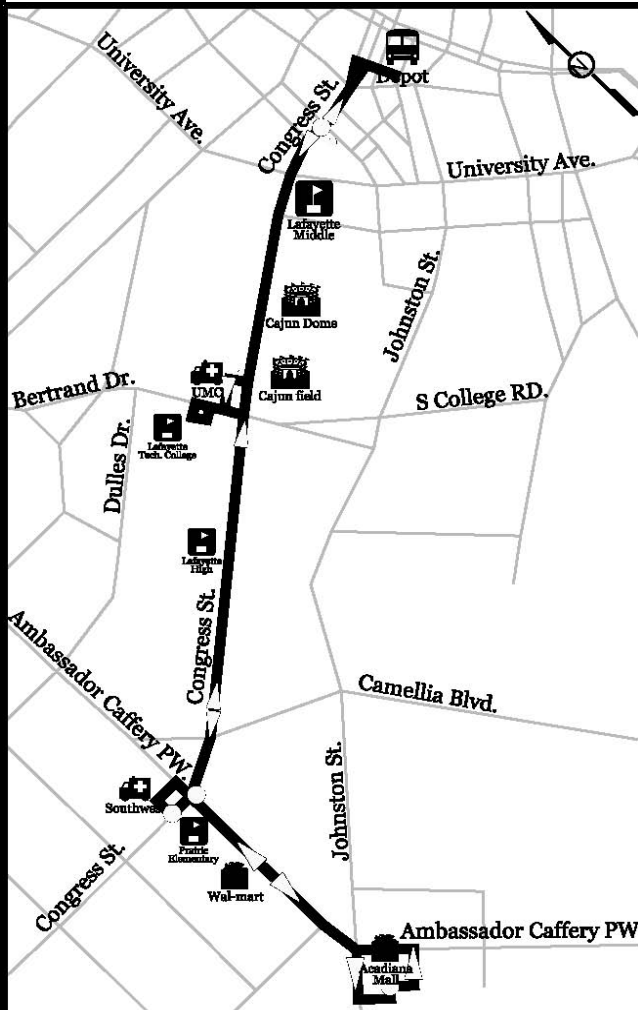 University Ave.
Depot
Congress St.
N
University Ave.
Lafayette
Middle
Johnston St.
Cajun Dome
Bertrand Dr.
UMC
Cajun field
S College RD.
Lafayette
Tech. College
Dulles Dr.
Lafayette
High
Congress St.
Ambassador Caffery PW.
Camellia Blvd.
Johnston St.
Southwes
Prairie
Elementary
Congress St.
Wal-mart
Ambassador Caffery PW
Acadiana
Mall